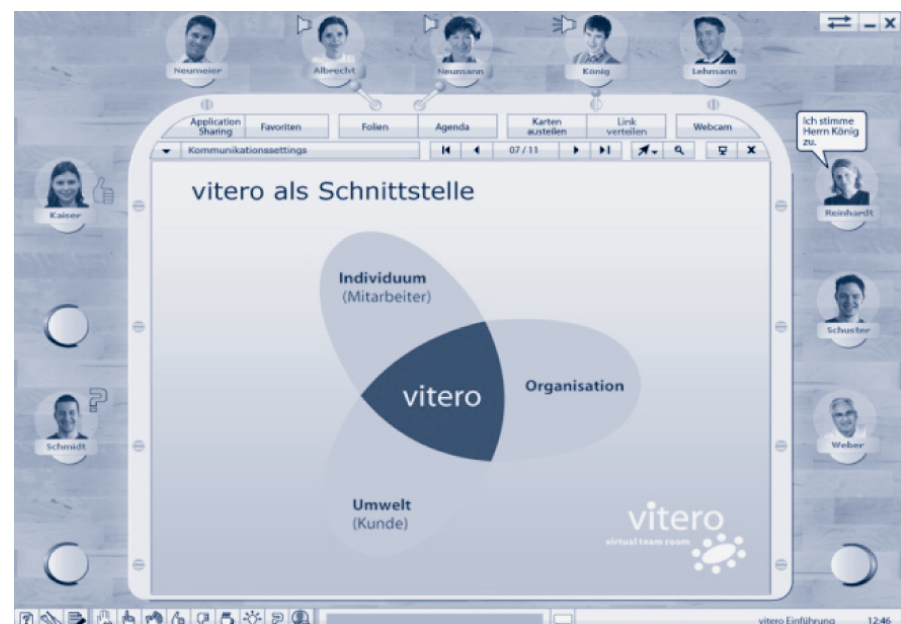 Neumeier
Albrecht
Neumann
König
Lehmann
Application
Sharing
Favoriten
Folien
Agenda
Karten
austeilen
Link
verteilen
Webcam
Kommunikationssettings
07/11
Ich stimme
Herrn König
zu.
Kaiser
Reinhardt
Schuster
Schmidt
Weber
vitero als Schnittstelle
Individuum
(Mitarbeiter)
vitero
Organisation
Umwelt
(Kunde)
vitero
virtual team room
vitero Einführung
12:46